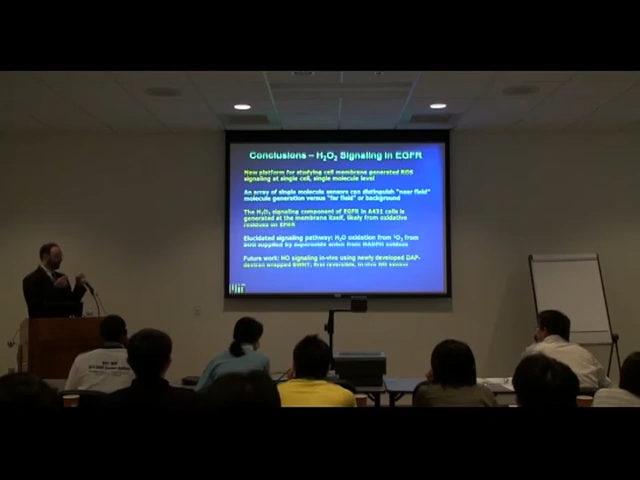 Conclusions – H₂O₂ Signaling in EGFR
New platform for studying cell membrane generated ROS
signaling at single cell, single molecule level
An array of single molecule sensors can distinguish "near field"
molecule generation versus "far field" or background
The H₂O₂ signaling component of EGFR in A431 cells is
generated at the membrane itself, likely from oxidative
residues on
Elucidated signaling pathway: H₂O oxidation from ¹O₂ from
supplied by superoxide anion from NADPH oxidase
Future work: NO signaling in-vivo using newly developed DAP-
dextran wrapped SWNT; first reversible, in-vivo NO sensor